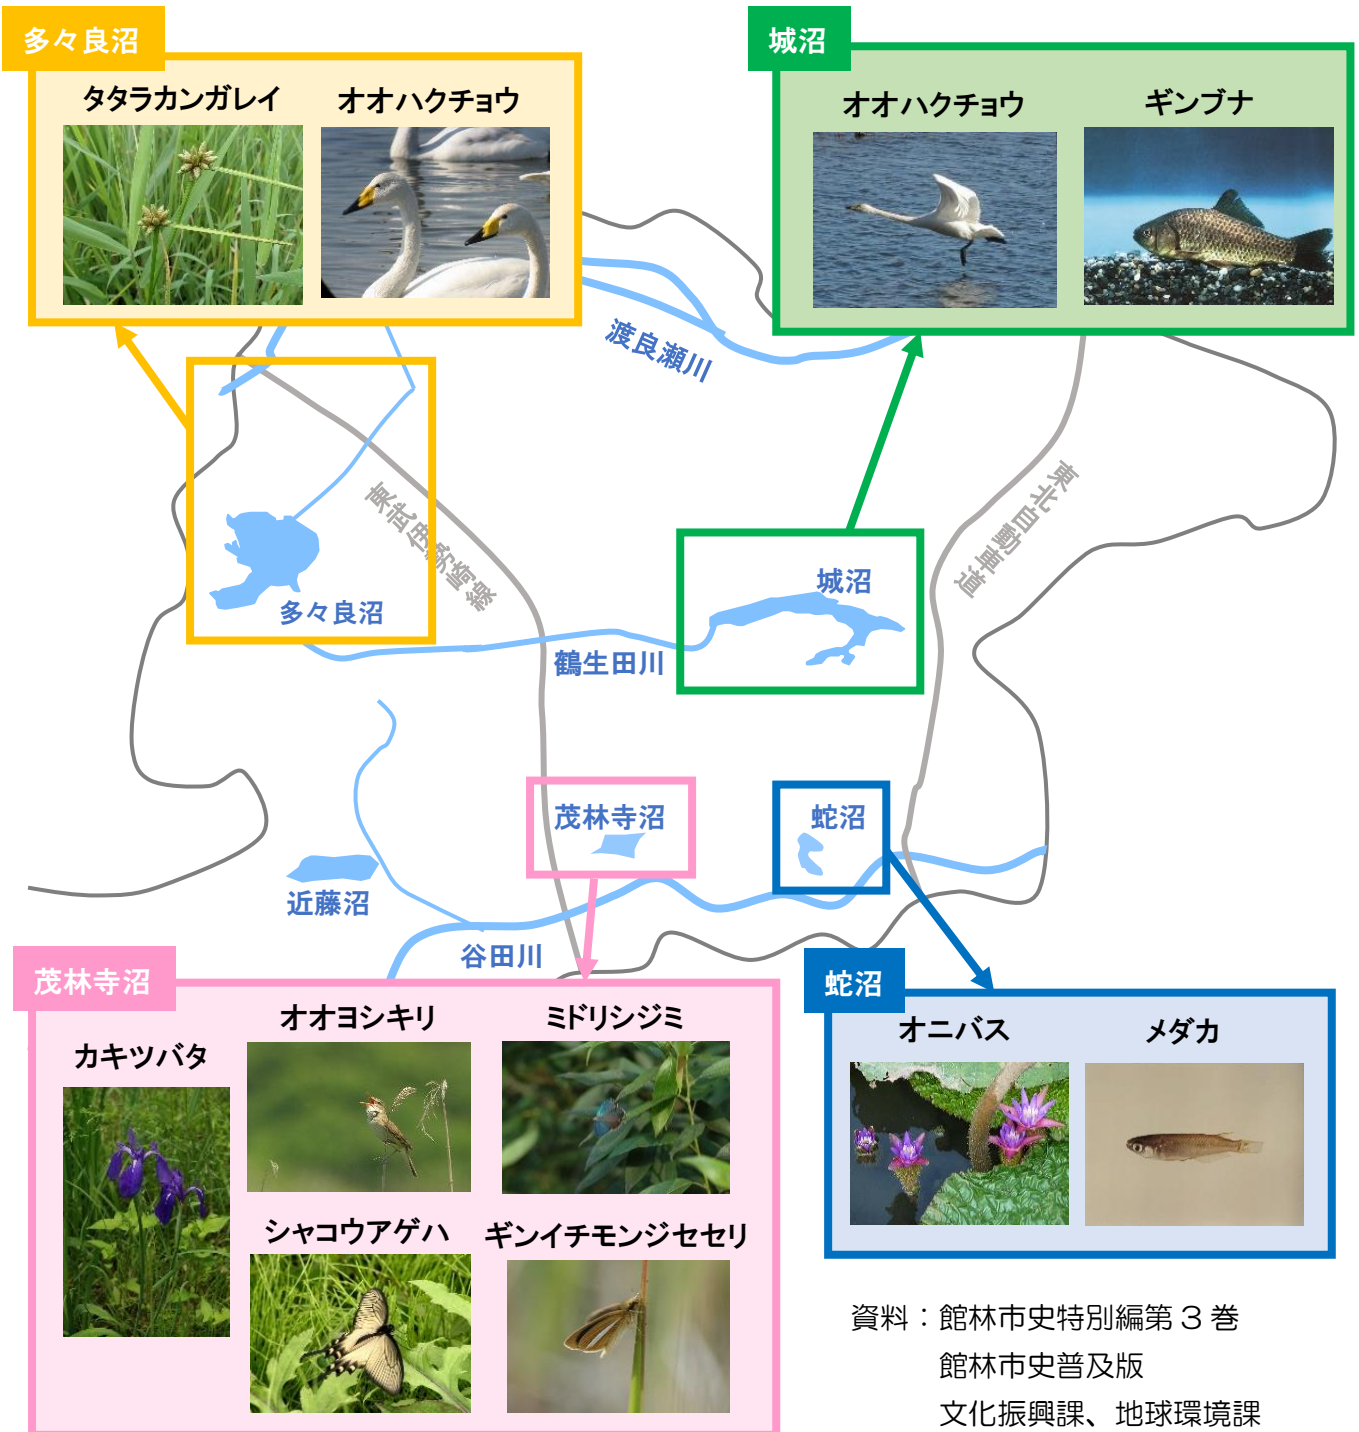 多々良沼
タタラカンガレイ
オオハクチョウ
城沼
オオハクチョウ
ギンブナ
渡良瀬川
東武伊勢崎線
東北自動車道
多々良沼
城沼
鶴生田川
茂林寺沼
蛇沼
近藤沼
谷田川
茂林寺沼
カキツバタ
オオヨシキリ
ミドリシジミ
シャコウアゲハ
ギンイチモンジセセリ
蛇沼
オニバス
メダカ
資料：館林市史特別編第３巻
館林市史普及版
文化振興課、地球環境課